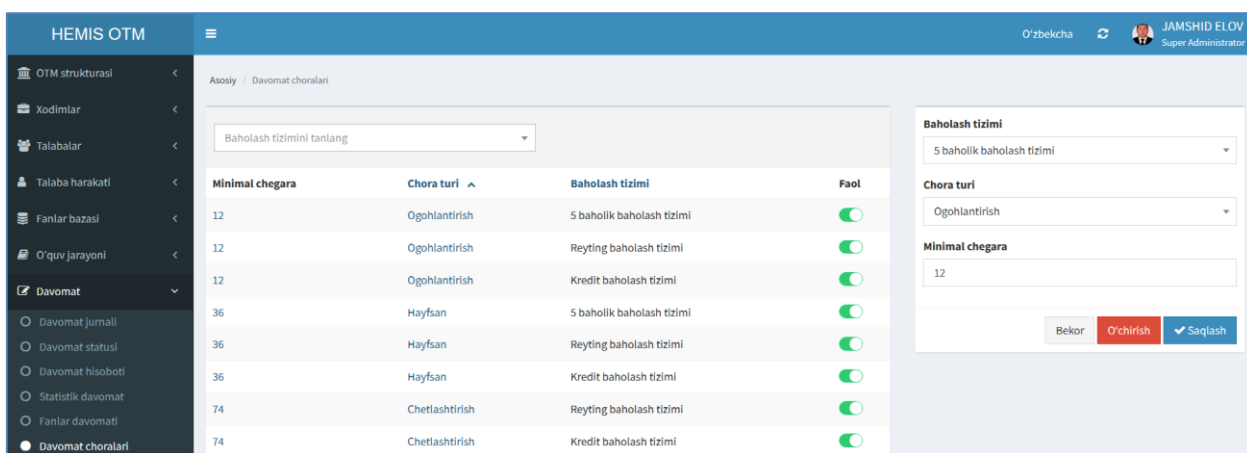 HEMIS OTM
O'zbekcha
JAMSHID ELOV
Super Administrator
OTM strukturasi
Xodimlar
Talabalar
Talaba harakati
Fanlar bazasi
O'quv jarayoni
Davomat
Davomat jurnali
Davomat statusi
Davomat hisoboti
Statistik davomat
Fanlar davomati
Davomat choralari
Asosiy / Davomat choralari
Baholash tizimini tanlang
Minimal chegara Chora turi Baholash tizimi Faol
12 Ogohlantirish 5 baholik baholash tizimi
12 Ogohlantirish Reyting baholash tizimi
12 Ogohlantirish Kredit baholash tizimi
36 Hayfsan 5 baholik baholash tizimi
36 Hayfsan Reyting baholash tizimi
36 Hayfsan Kredit baholash tizimi
74 Chetlashtirish Reyting baholash tizimi
74 Chetlashtirish Kredit baholash tizimi
Baholash tizimi
5 baholik baholash tizimi
Chora turi
Ogohlantirish
Minimal chegara
12
Bekor O'chirish Saqlash